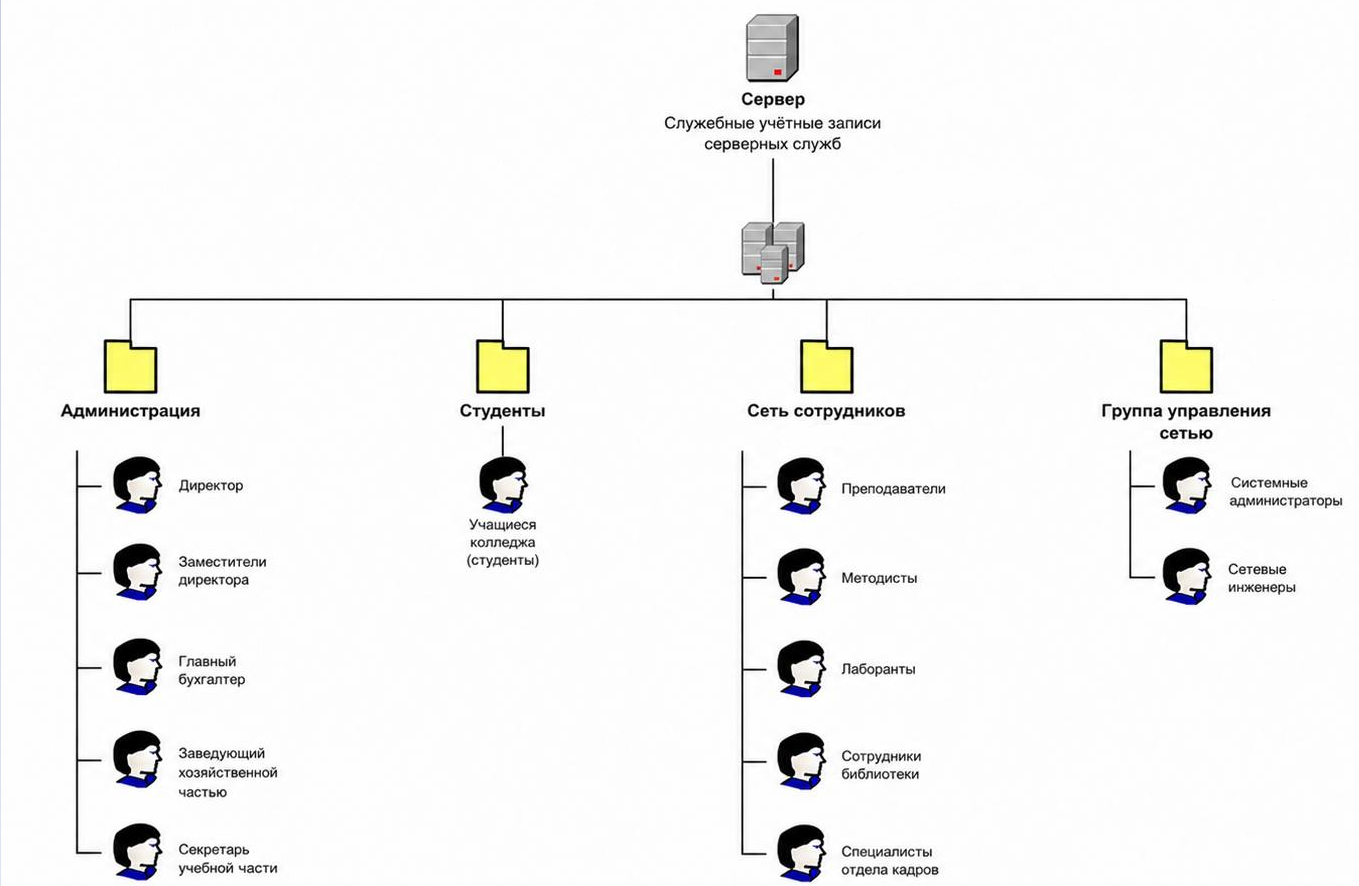 Сервер
Служебные учётные записи
серверных служб
Администрация
Директор
Заместители
директора
Главный
бухгалтер
Заведующий
хозяйственной
частью
Секретарь
учебной части
Студенты
Учащиеся
колледжа
(студенты)
Сеть сотрудников
Преподаватели
Методисты
Лаборанты
Сотрудники
библиотеки
Специалисты
отдела кадров
Группа управления
сетью
Системные
администраторы
Сетевые
инженеры